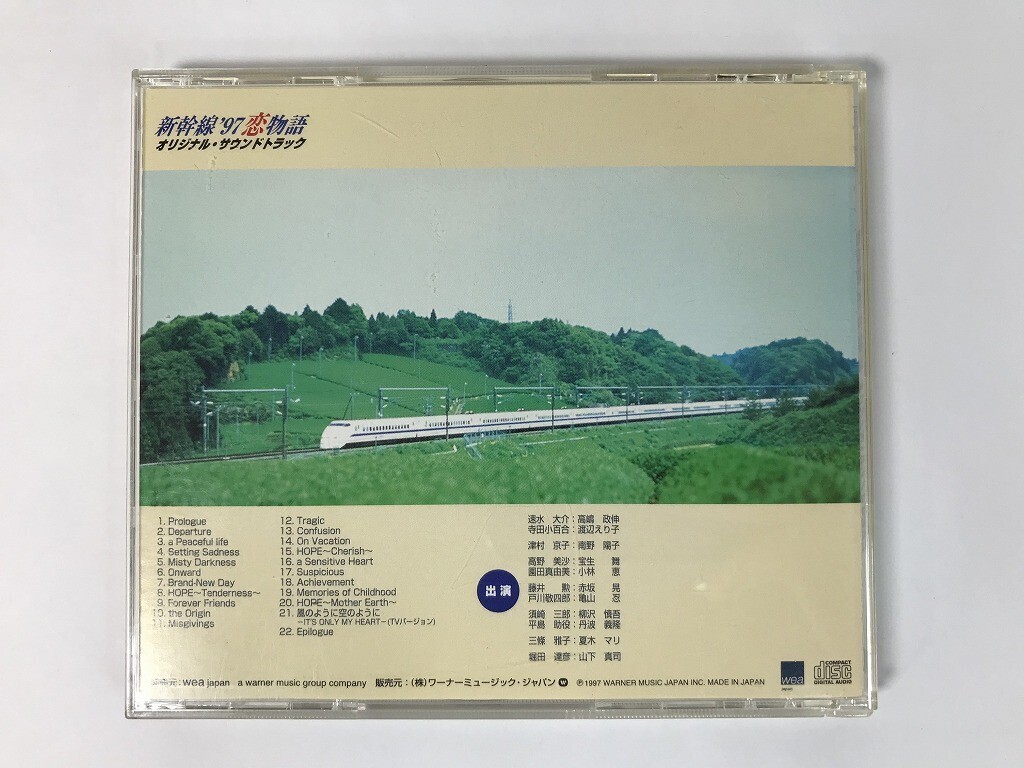 新幹線'97恋物語
オリジナル・サウンドトラック
1. Prologue
2. Departure
3. a Peaceful life
4. Setting Sadness
5. Misty Darkness
6. Onward
7. Brand-New Day
8. HOPE～Tenderness～
9. Forever Friends
10. the Origin
11. Misgivings
12. Tragic
13. Confusion
14. On Vacation
15. HOPE～Cherish～
16. a Sensitive Heart
17. Suspicious
18. Achievement
19. Memories of Childhood
20. HOPE～Mother Earth～
21. 風のように空のように
－IT'S ONLY MY HEART－(TVバージョン)
22. Epilogue
出演
速水 大介：高嶋 政伸
寺田小百合：渡辺えり子
津村 京子：南野 陽子
高野 美沙：宝生 舞
園田真由美：小林 恵
藤井 勲：赤坂 晃
戸川敬四郎：亀山 忍
須崎 三郎：柳沢 慎吾
平島 助役：丹波 義隆
三條 雅子：夏木 マリ
堀田 達彦：山下 真司
発売元：wea japan a warner music group company 販売元：(株)ワーナーミュージック・ジャパン ℗1997 WARNER MUSIC JAPAN INC. MADE IN JAPAN
wea
japan
COMPACT
disc
DIGITAL AUDIO